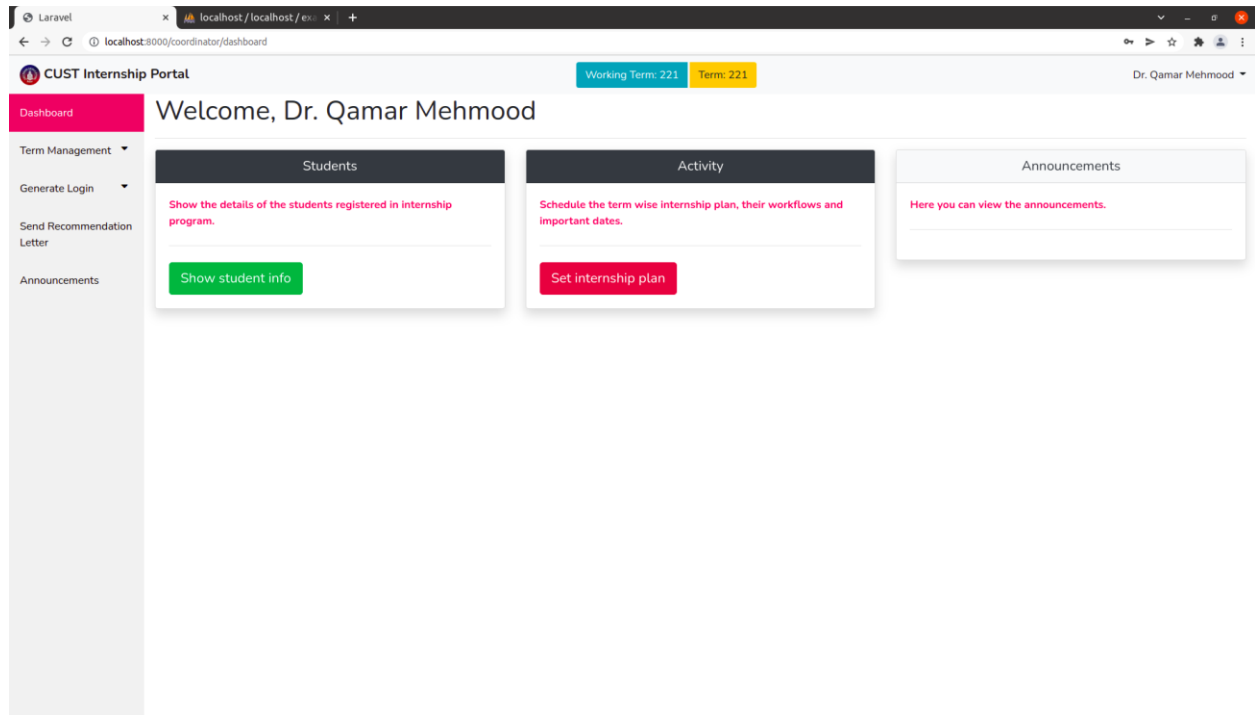 Laravel
localhost / localhost / exa
localhost:8000/coordinator/dashboard
CUST Internship Portal
Working Term: 221
Term: 221
Dr. Qamar Mehmood
Dashboard
Term Management
Generate Login
Send Recommendation
Letter
Announcements
Welcome, Dr. Qamar Mehmood
Students
Show the details of the students registered in internship
program.
Show student info
Activity
Schedule the term wise internship plan, their workflows and
important dates.
Set internship plan
Announcements
Here you can view the announcements.